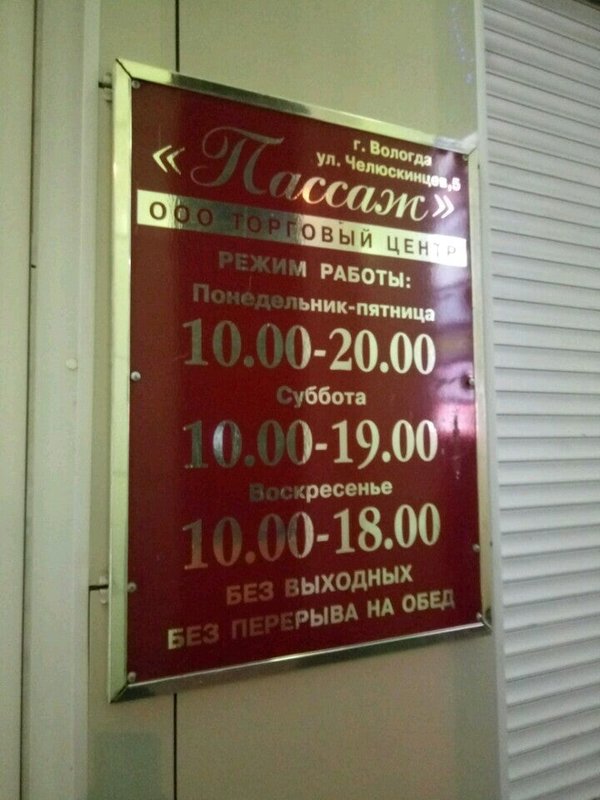 г. Вологда
ул. Челюскинцев,5
«Пассаж»
ООО ТОРГОВЫЙ ЦЕНТР
РЕЖИМ РАБОТЫ:
Понедельник-пятница
10.00-20.00
Суббота
10.00-19.00
Воскресенье
10.00-18.00
БЕЗ ВЫХОДНЫХ
БЕЗ ПЕРЕРЫВА НА ОБЕД